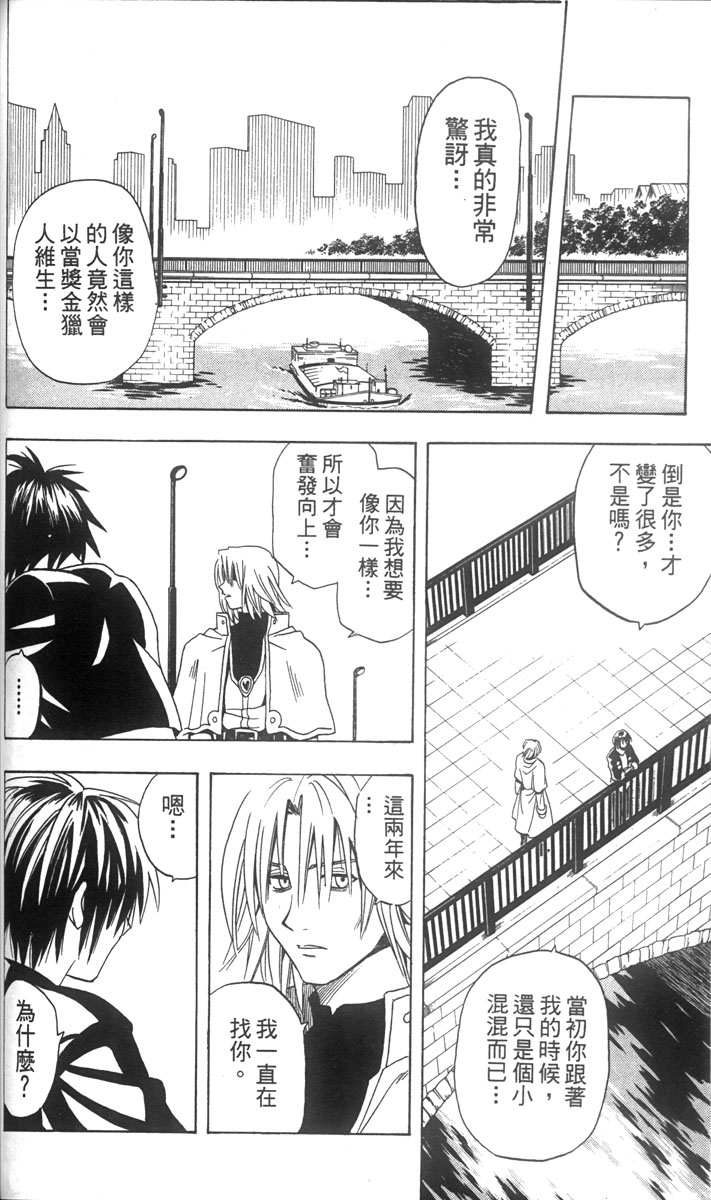 我真的非常
驚訝…
像你這樣
的人竟然會
以當獎金獵
人維生…
倒是你…才
變了很多，
不是嗎？
當初你跟著
我的時候，
還只是個小
混混而已…
因為我想要
像你一樣…
所以才會
奮發向上…
……
這兩年來
…
我一直在
找你。
嗯…
為什麼？